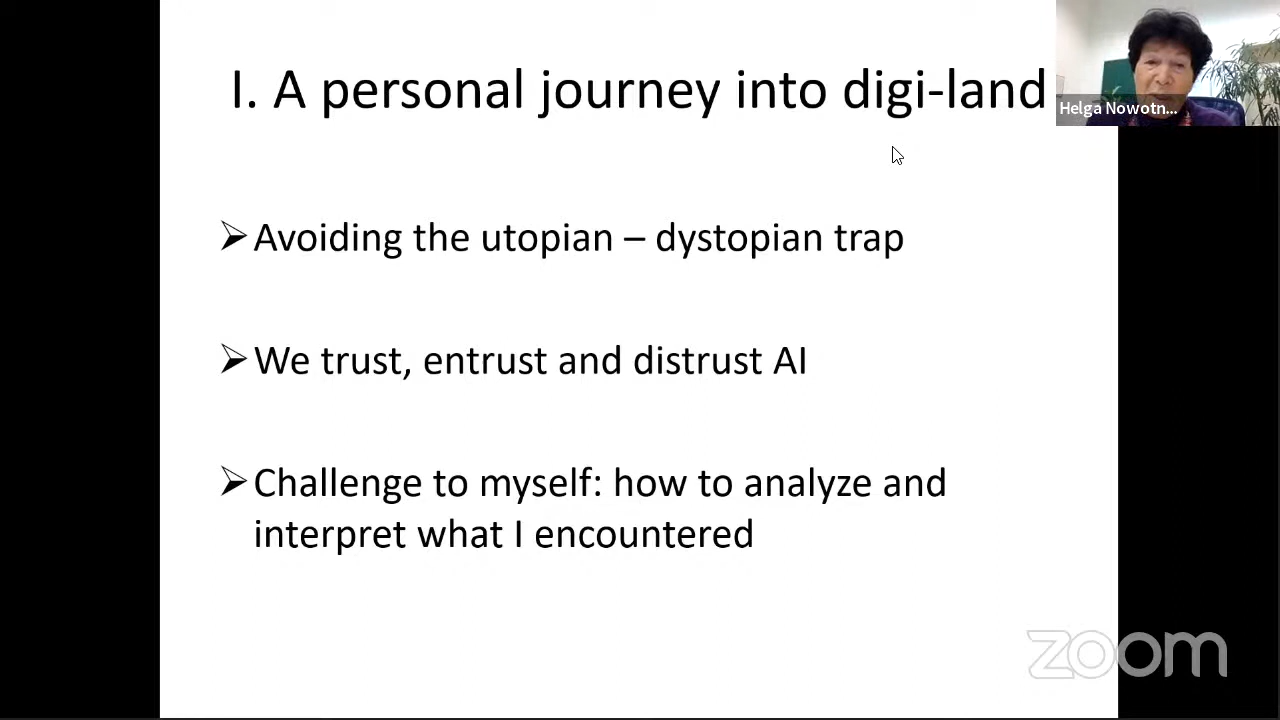 I. A personal journey into digi-land
Helga Nowotn...
➢Avoiding the utopian – dystopian trap
➢We trust, entrust and distrust AI
➢Challenge to myself: how to analyze and
interpret what I encountered
zoom